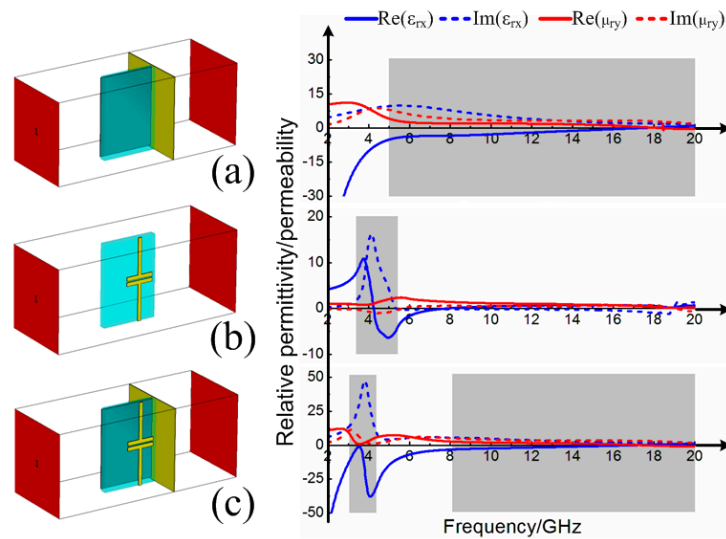 Re(εrx) Im(εrx) Re(μry) Im(μry)
(a)
(b)
(c)
1
1
1
Relative permittivity/permeability
30
15
0
-15
-30
2 4 6 8 10 12 14 16 18 20
20
10
0
-10
2 4 6 8 10 12 14 16 18 20
50
25
0
-25
-50
2 4 6 8 10 12 14 16 18 20
Frequency/GHz